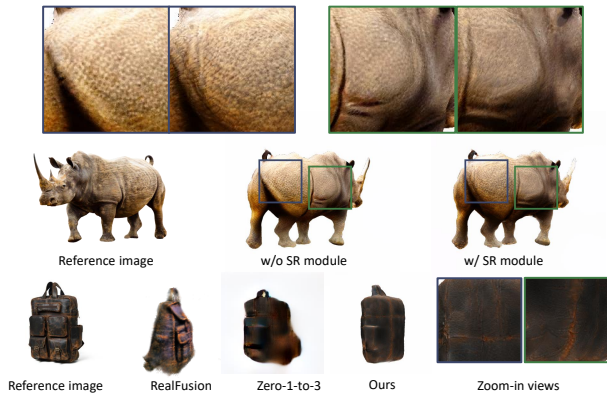 Reference image
w/o SR module
w/ SR module
Reference image
RealFusion
Zero-1-to-3
Ours
Zoom-in views